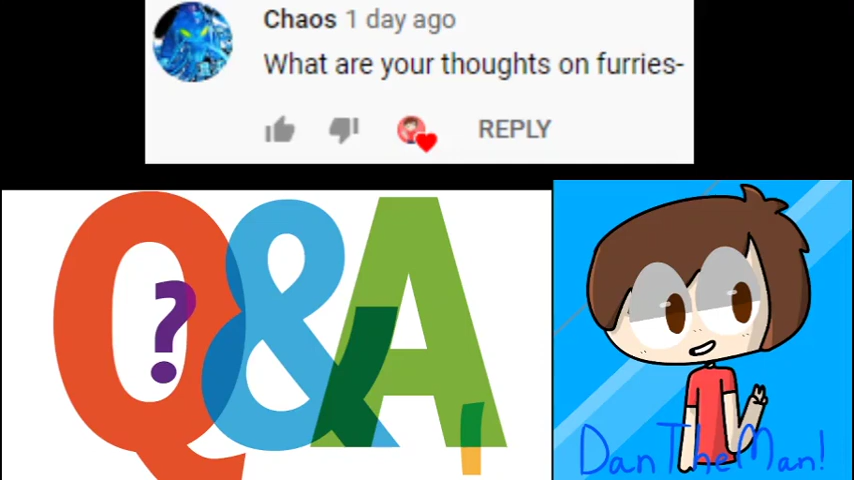 Chaos 1 day ago
What are your thoughts on furries-
REPLY
Q&A
?
DanTheMan!